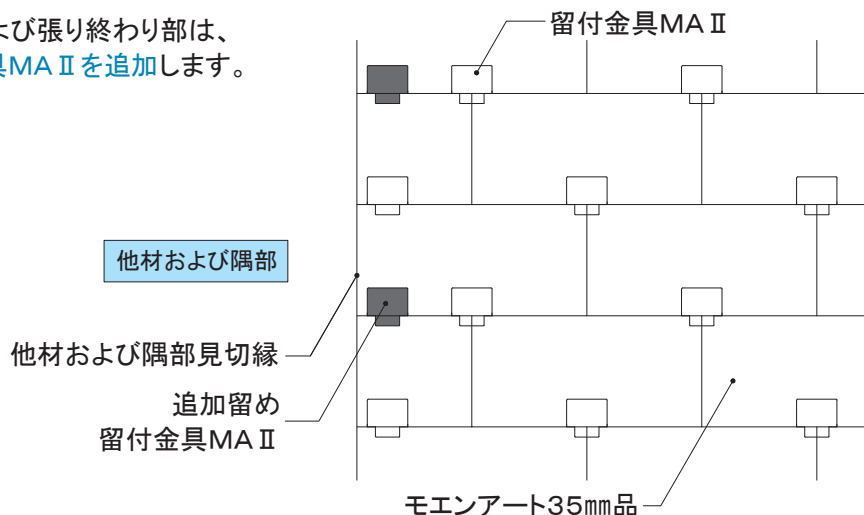 よび張り終わり部は、
MAⅡを追加します。
留付金具MAⅡ
他材および隅部
他材および隅部見切縁
追加留め
留付金具MAⅡ
モエンアート35㎜品